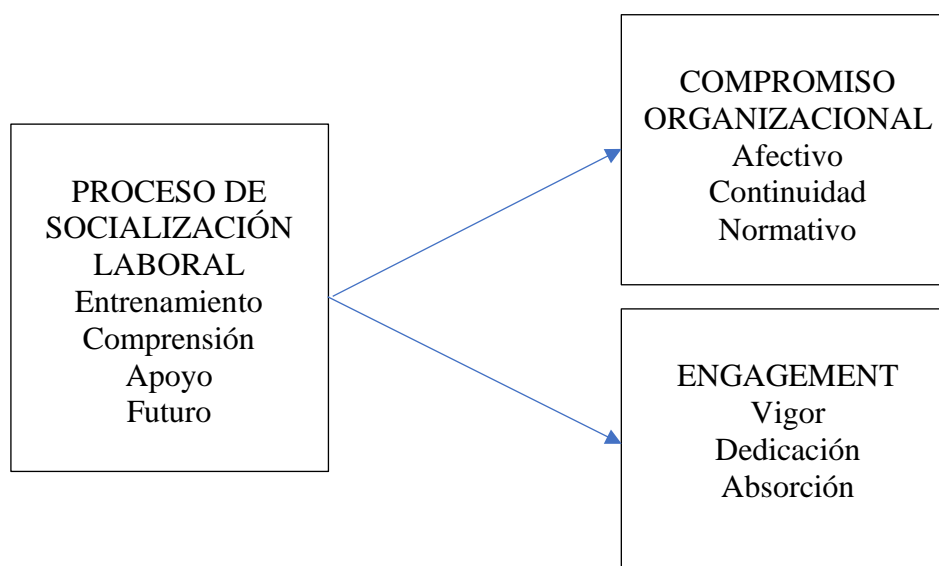 PROCESO DE
SOCIALIZACIÓN
LABORAL
Entrenamiento
Comprensión
Apoyo
Futuro
COMPROMISO
ORGANIZACIONAL
Afectivo
Continuidad
Normativo
ENGAGEMENT
Vigor
Dedicación
Absorción